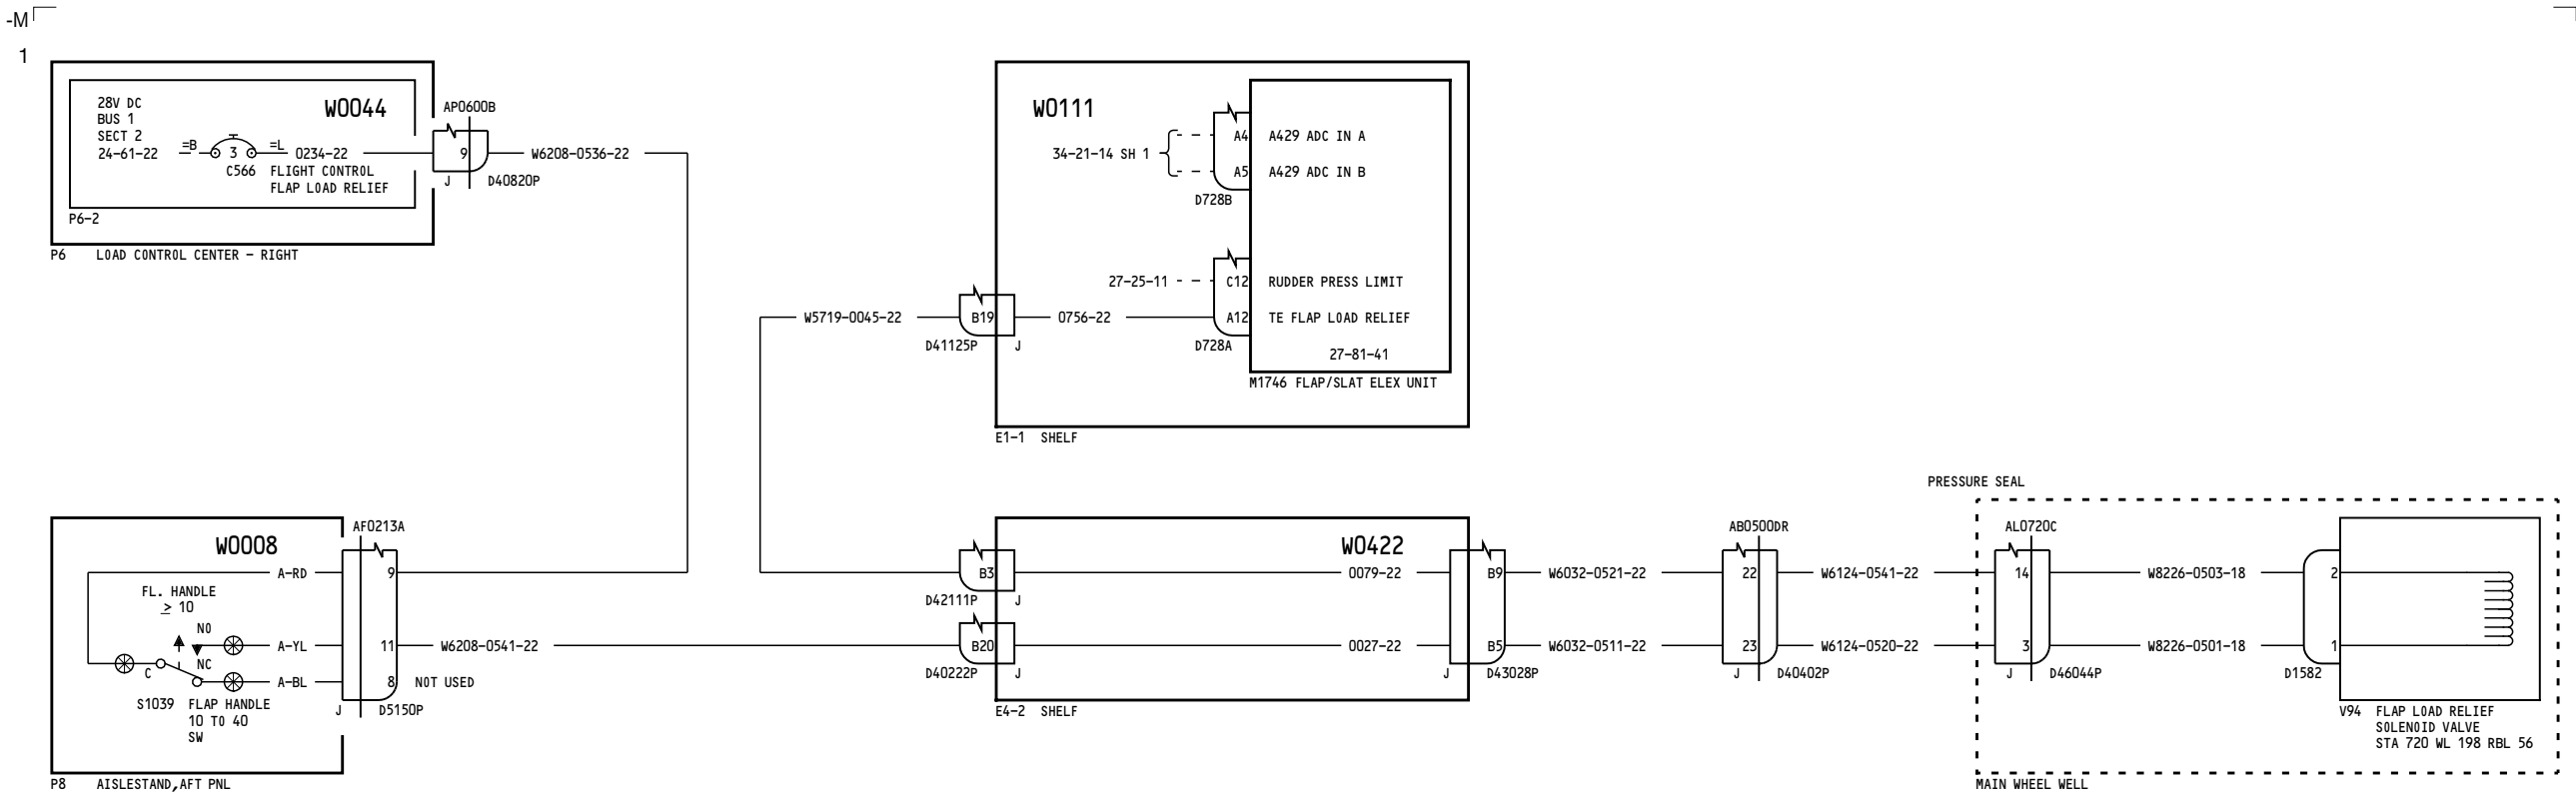 -M
1
28V DC
BUS 1
SECT 2
24-61-22
=B
3
=L
0234-22
C566 FLIGHT CONTROL
FLAP LOAD RELIEF
W0044
P6-2
P6 LOAD CONTROL CENTER - RIGHT
AP0600B
9
J
D40820P
W6208-0536-22
W0111
34-21-14 SH 1
A4
A429 ADC IN A
A5
A429 ADC IN B
D728B
27-25-11
C12
RUDDER PRESS LIMIT
W5719-0045-22
B19
0756-22
A12
TE FLAP LOAD RELIEF
D41125P
J
D728A
27-81-41
M1746 FLAP/SLAT ELEX UNIT
E1-1 SHELF
W0008
AF0213A
A-RD
9
FL. HANDLE
≥ 10
NO
A-YL
11
W6208-0541-22
C
NC
A-BL
8
NOT USED
S1039 FLAP HANDLE
10 TO 40
SW
J
D5150P
P8 AISLESTAND,AFT PNL
W0422
B3
0079-22
B9
W6032-0521-22
D42111P
J
B20
0027-22
B5
W6032-0511-22
D40222P
J
J
D43028P
E4-2 SHELF
AB0500DR
22
W6124-0541-22
23
W6124-0520-22
J
D40402P
PRESSURE SEAL
AL0720C
14
W8226-0503-18
2
3
W8226-0501-18
1
J
D46044P
D1582
V94 FLAP LOAD RELIEF
SOLENOID VALVE
STA 720 WL 198 RBL 56
MAIN WHEEL WELL